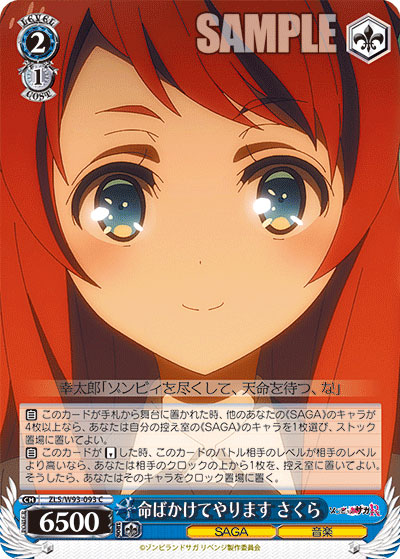 LEVEL
2
SAMPLE
1
COST
幸太郎「ゾンビィを尽くして、天命を待つ、な」
このカードが手札から舞台に置かれた時、他のあなたの《SAGA》のキャラが
4枚以上なら、あなたは自分の控え室の《SAGA》のキャラを1枚選び、ストック
置場に置いてよい。
このカードが した時、このカードのバトル相手のレベルが相手のレベル
より高いなら、あなたは相手のクロックの上から1枚を、控え室に置いてよい。
そうしたら、あなたはそのキャラをクロック置場に置く。
CH
ZLS/W93-093 C
6500
命ばかけてやります さくら
SAGA
音楽
©ゾンビランドサガ リベンジ製作委員会